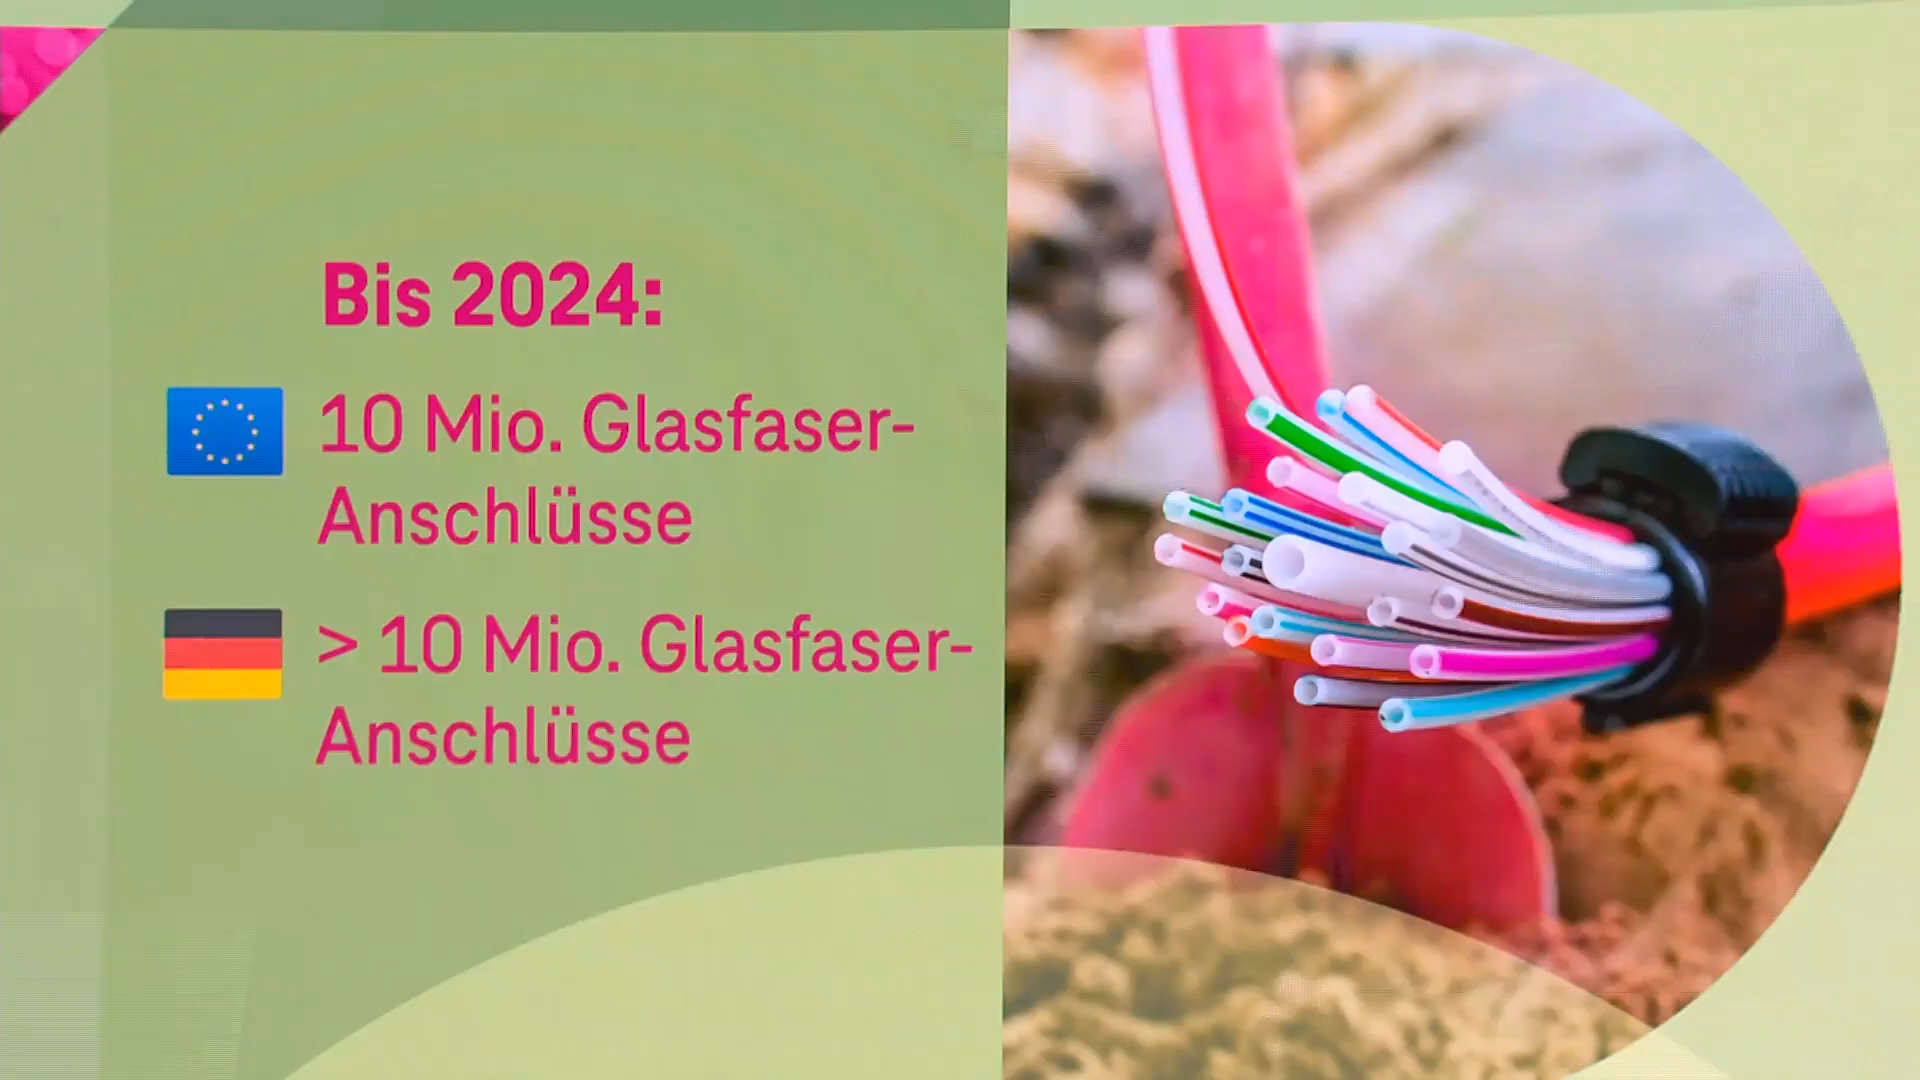 Bis 2024:
10 Mio. Glasfaser-
Anschlüsse
> 10 Mio. Glasfaser-
Anschlüsse